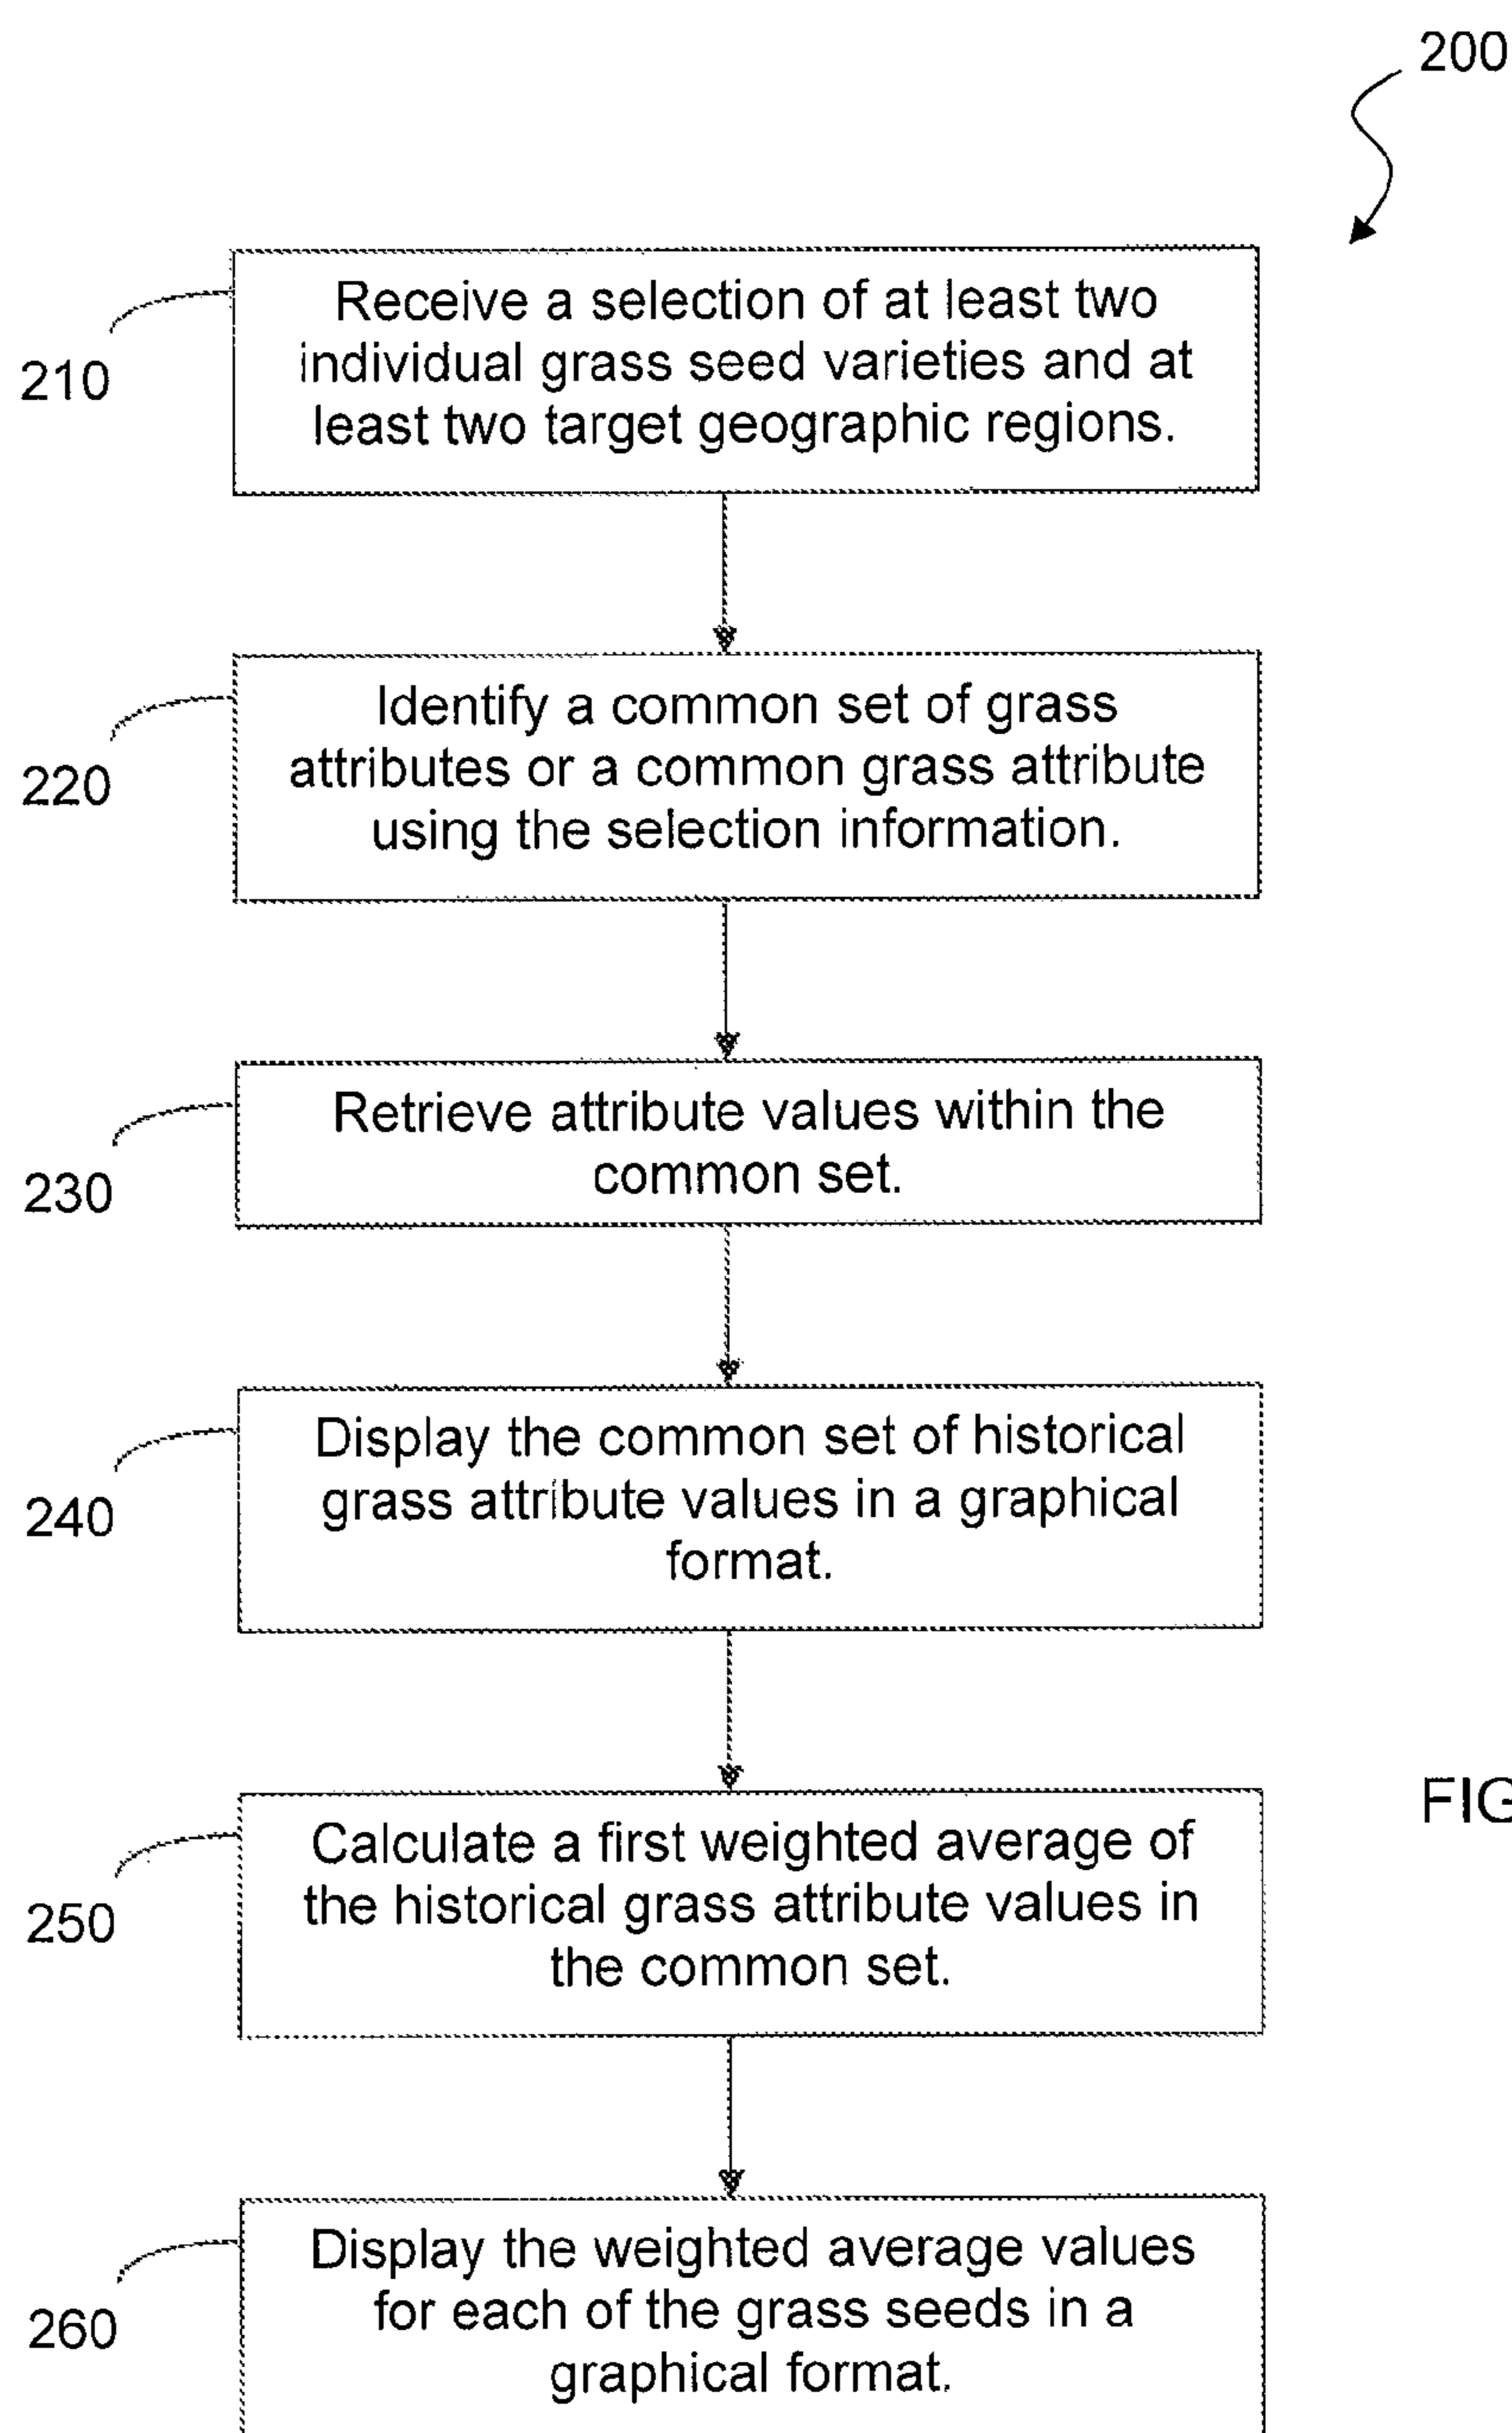 200
210
Receive a selection of at least two
individual grass seed varieties and at
least two target geographic regions.
220
Identify a common set of grass
attributes or a common grass attribute
using the selection information.
230
Retrieve attribute values within the
common set.
240
Display the common set of historical
grass attribute values in a graphical
format.
FIG
250
Calculate a first weighted average of
the historical grass attribute values in
the common set.
260
Display the weighted average values
for each of the grass seeds in a
graphical format.